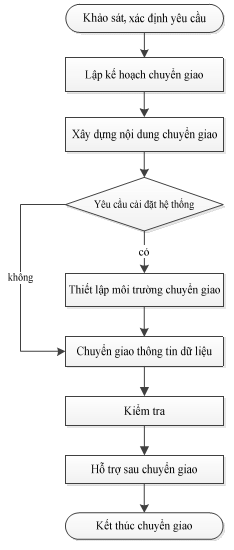 Khảo sát, xác định yêu cầu
Lập kế hoạch chuyển giao
Xây dựng nội dung chuyển giao
Yêu cầu cài đặt hệ thống
có
không
Thiết lập môi trường chuyển giao
Chuyển giao thông tin dữ liệu
Kiểm tra
Hỗ trợ sau chuyển giao
Kết thúc chuyển giao